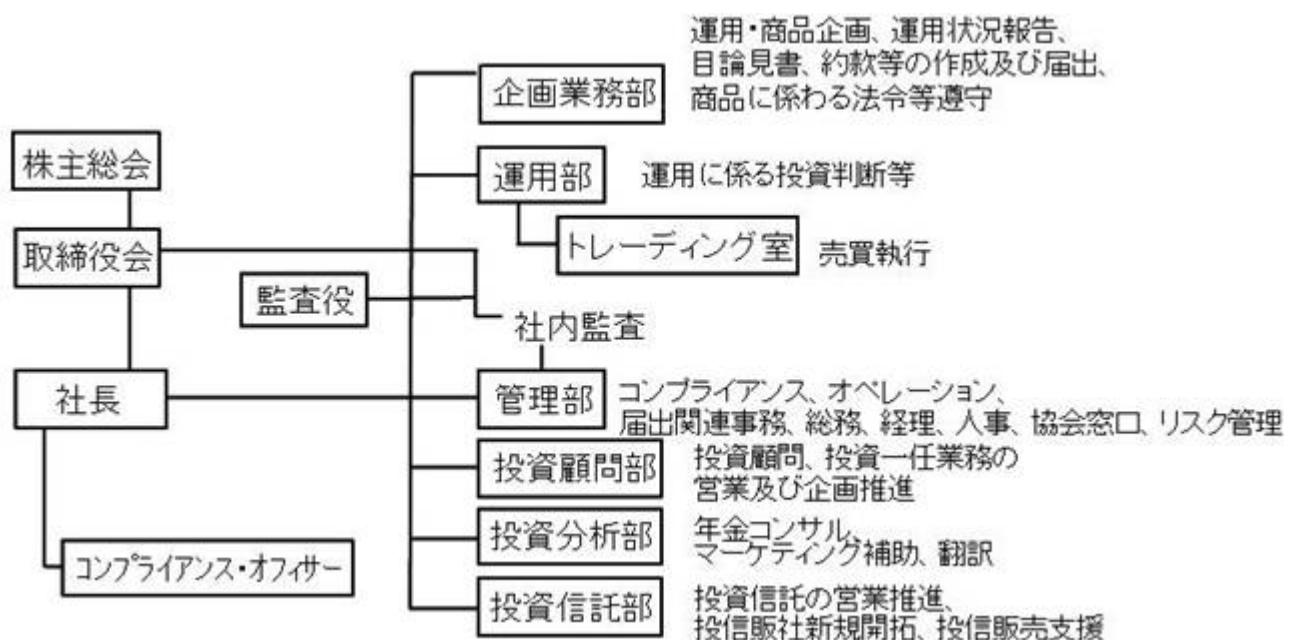 運用・商品企画、運用状況報告、
目論見書、約款等の作成及び届出、
商品に係わる法令等遵守
企画業務部
株主総会
運用部
運用に係る投資判断等
取締役会
トレーディング室
売買執行
監査役
社内監査
社長
管理部
コンプライアンス、オペレーション、
届出関連事務、総務、経理、人事、協会窓口、リスク管理
投資顧問部
投資顧問、投資一任業務の
営業及び企画推進
投資分析部
年金コンサル、
マーケティング補助、翻訳
コンプライアンス・オフィサー
投資信託部
投資信託の営業推進、
投信販社新規開拓、投信販売支援